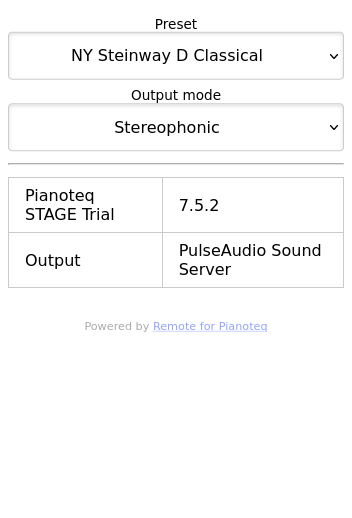 Preset
NY Steinway D Classical
Output mode
Stereophonic
Pianoteq
STAGE Trial
7.5.2
Output
PulseAudio Sound
Server
Powered by Remote for Pianoteq